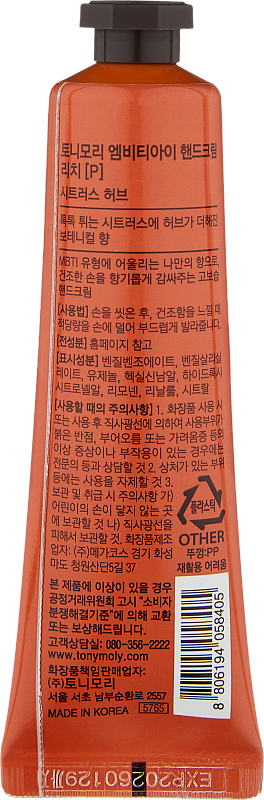 토니모리 엠비티아이 핸드크림
리치 [P]
시트러스 허브
톡톡 튀는 시트러스에 허브가 더해진
보테니컬 향
MBTI 유형에 어울리는 나만의 향으로,
건조한 손을 향기롭게 감싸주는 고보습
핸드크림
[사용법] 손을 씻은 후, 건조함을 느낄 때
적당량을 손에 덜어 부드럽게 발라줍니다.
[전성분] 홈페이지 참고
[표시성분] 벤질벤조에이트, 벤질살리실
레이트, 유제놀, 헥실신남알, 하이드록시
시트로넬알, 리모넨, 리날룰, 시트랄
[사용할 때의 주의사항] 1. 화장품 사용 시
또는 사용 후 직사광선에 의하여 사용부위가
붉은 반점, 부어오름 또는 가려움증 등의
이상 증상이나 부작용이 있는 경우에는
전문의 등과 상담할 것 2. 상처가 있는 부위
등에는 사용을 자제할 것 3.
보관 및 취급 시 주의사항 가)
어린이의 손이 닿지 않는 곳
에 보관할 것 나) 직사광선을
피해서 보관할 것. 화장품제조
업자: (주)메가코스 경기 화성
마도 청원산단5길 37
플라스틱
OTHER
뚜껑:PP
재활용 어려움
본 제품에 이상이 있을 경우
공정거래위원회 고시 "소비자
분쟁해결기준"에 의해 교환
또는 보상해드립니다.
고객상담실: 080-356-2222
www.tonymoly.com
화장품책임판매업자:
(주)토니모리
서울 서초 남부순환로 2557
MADE IN KOREA 5765
8 806194 058405
EXP20260129